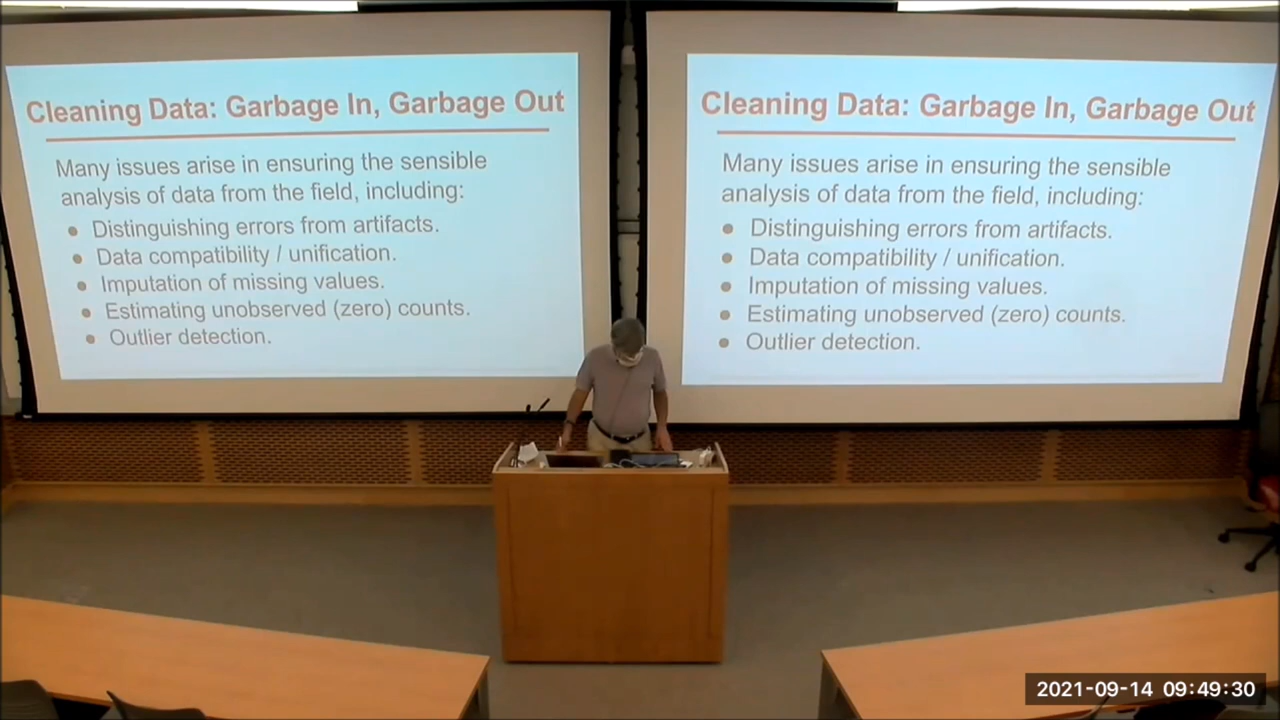 Cleaning Data: Garbage In, Garbage Out
Many issues arise in ensuring the sensible
analysis of data from the field, including:
● Distinguishing errors from artifacts.
● Data compatibility / unification.
● Imputation of missing values.
● Estimating unobserved (zero) counts.
● Outlier detection.
Cleaning Data: Garbage In, Garbage Out
Many issues arise in ensuring the sensible
analysis of data from the field, including:
● Distinguishing errors from artifacts.
● Data compatibility / unification.
● Imputation of missing values.
● Estimating unobserved (zero) counts.
● Outlier detection.
2021-09-14 09:49:30